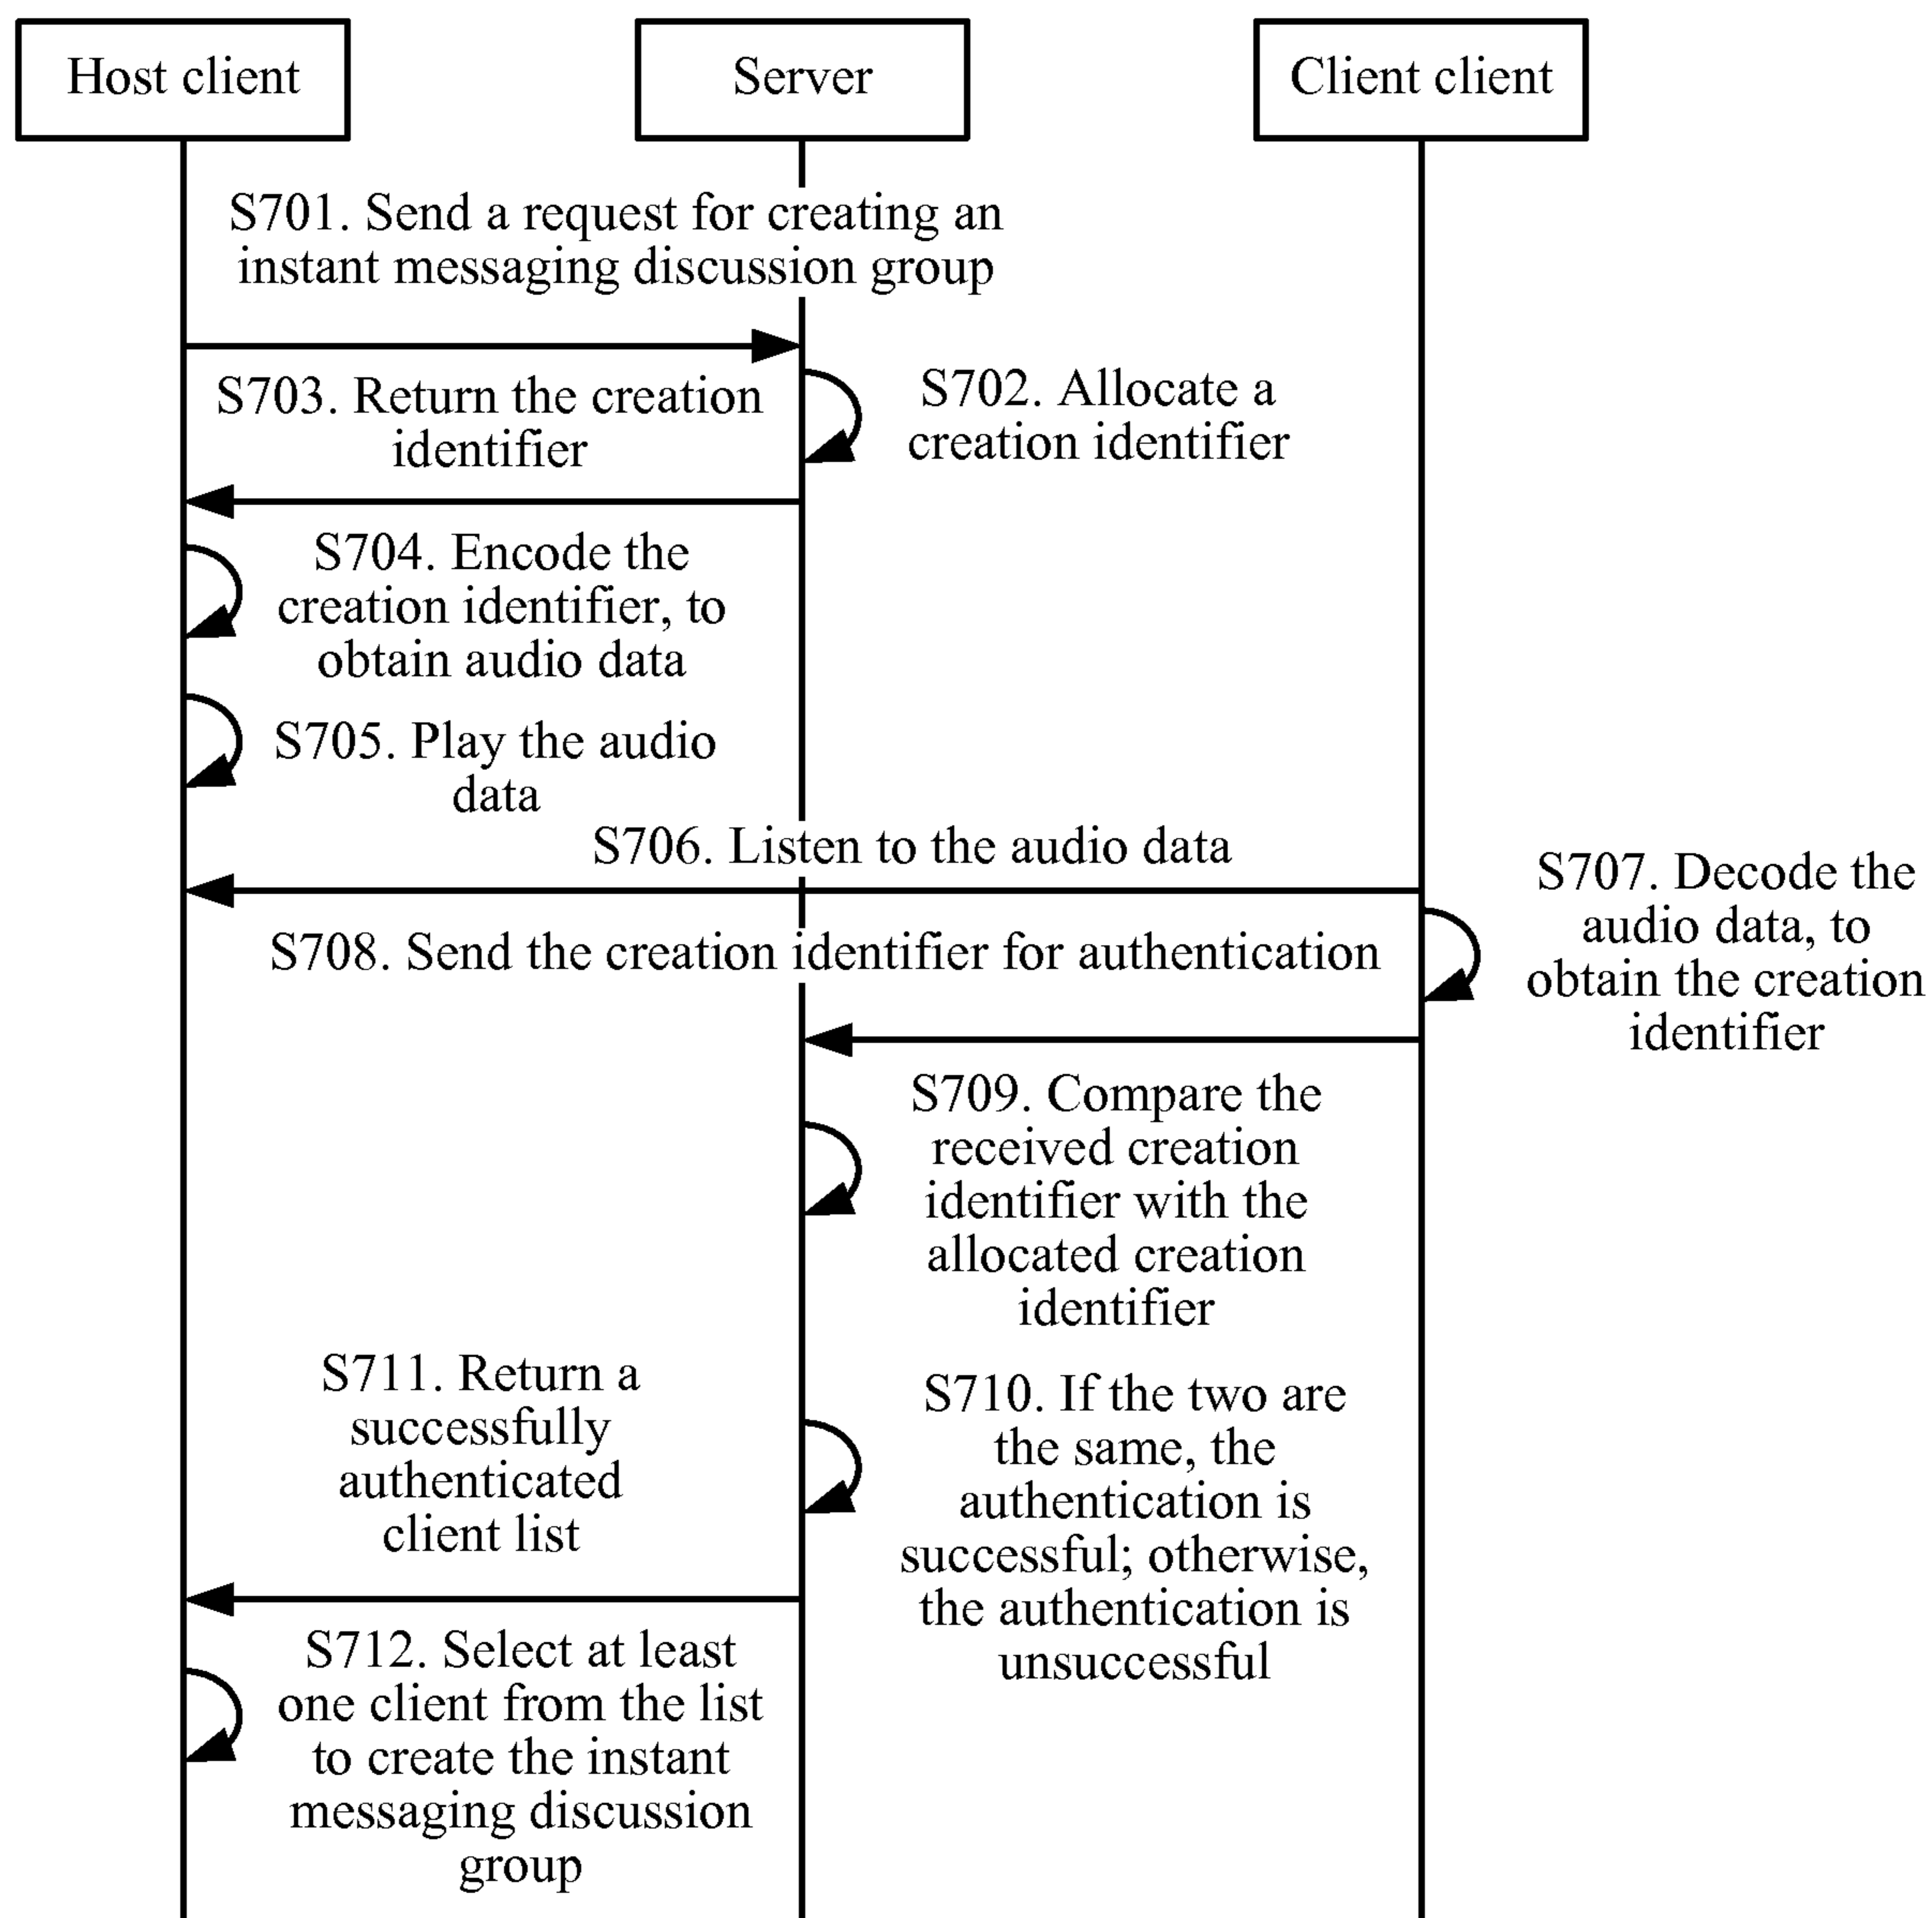 Host client
Server
Client client
S701. Send a request for creating an
instant messaging discussion group
S702. Allocate a
creation identifier
S703. Return the creation
identifier
S704. Encode the
creation identifier, to
obtain audio data
S705. Play the audio
data
S706. Listen to the audio data
S707. Decode the
audio data, to
obtain the creation
identifier
S708. Send the creation identifier for authentication
S709. Compare the
received creation
identifier with the
allocated creation
identifier
S710. If the two are
the same, the
authentication is
successful; otherwise,
the authentication is
unsuccessful
S711. Return a
successfully
authenticated
client list
S712. Select at least
one client from the list
to create the instant
messaging discussion
group